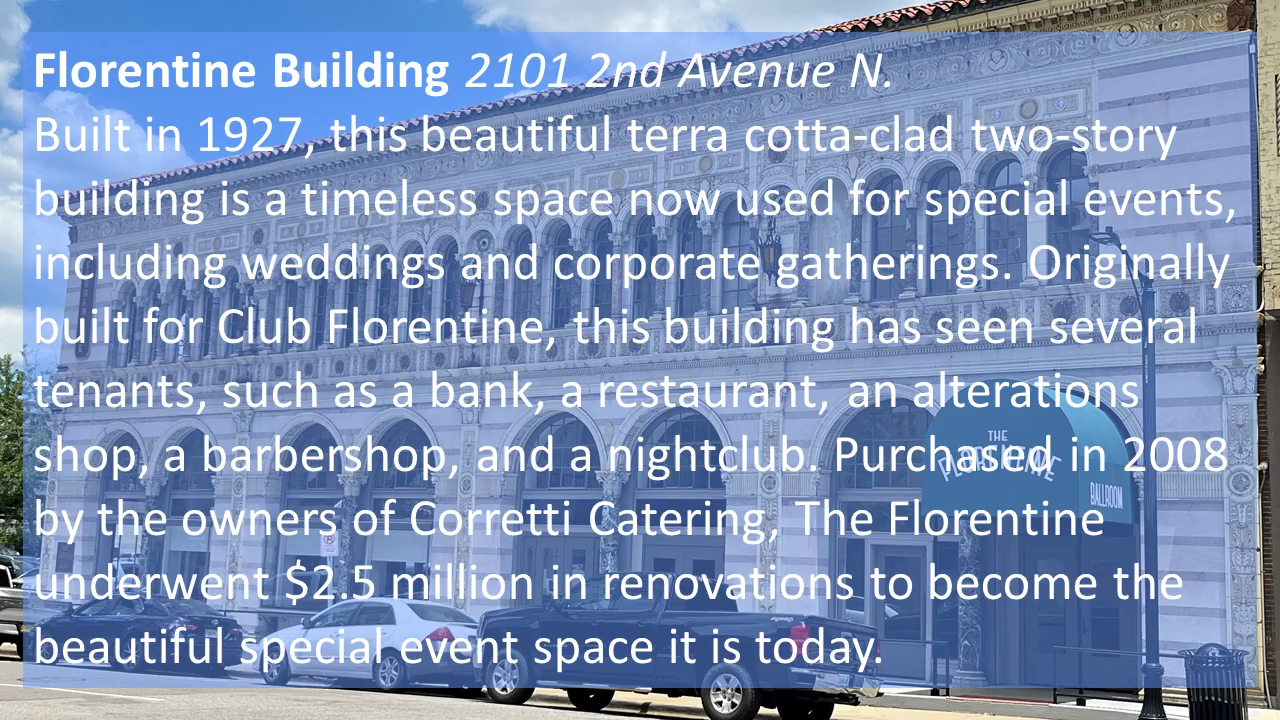 Florentine Building 2101 2nd Avenue N.
Built in 1927, this beautiful terra cotta-clad two-story
building is a timeless space now used for special events,
including weddings and corporate gatherings. Originally
built for Club Florentine, this building has seen several
tenants, such as a bank, a restaurant, an alterations
shop, a barbershop, and a nightclub. Purchased in 2008
by the owners of Corretti Catering, The Florentine
underwent $2.5 million in renovations to become the
beautiful special event space it is today.
THE
FLORENTINE
BALLROOM